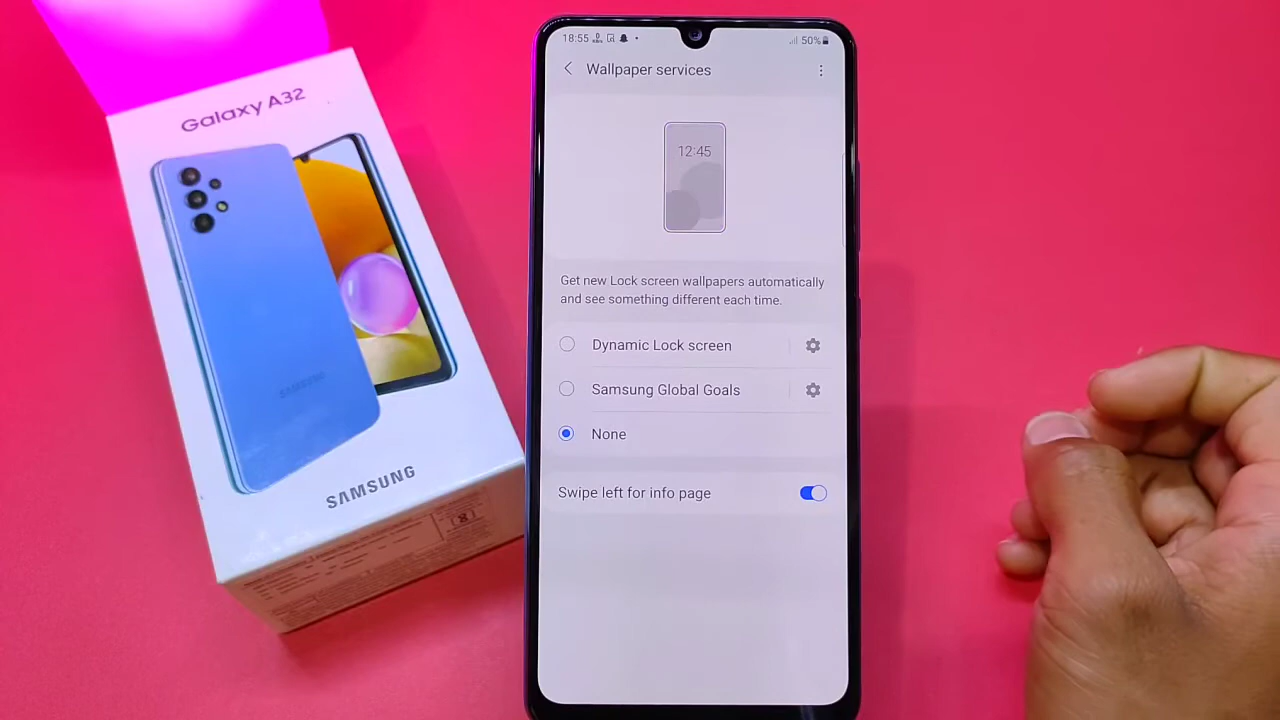 Galaxy A32
SAMSUNG
SAMSUNG
18:55
50%
Wallpaper services
12:45
Get new Lock screen wallpapers automatically
and see something different each time.
Dynamic Lock screen
Samsung Global Goals
None
Swipe left for info page